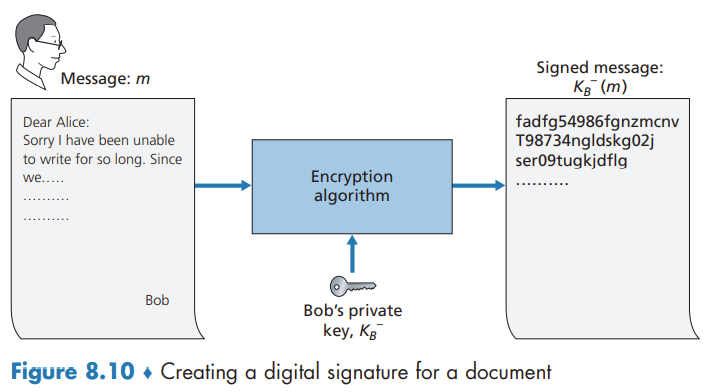 Message: m
Dear Alice:
Sorry I have been unable
to write for so long. Since
we.....
..........
..........
Bob
Encryption
algorithm
Bob's private
key, K_B⁻
Signed message:
K_B⁻(m)
fadfg54986fgnzmcnv
T98734ngldskg02j
ser09tugkjdflg
..........
Figure 8.10 ♦ Creating a digital signature for a document